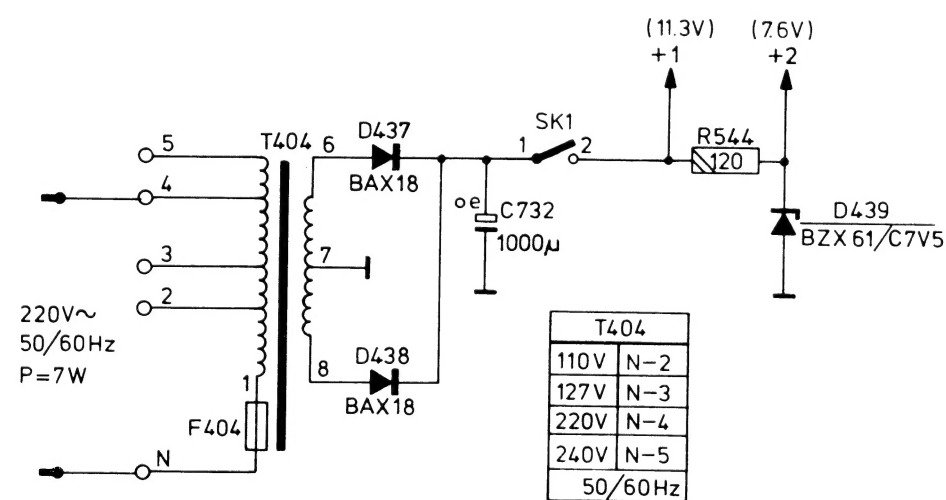 (11.3V) (7.6V)
+1 +2
SK1
D437
T404
5 6 1 2 R544
120
BAX18
4
e C732
1000µ
D439
BZX61/C7V5
3 7
2
220V~
50/60Hz
P=7W
D438
8
BAX18
1
F404
N
T404
110V N-2
127V N-3
220V N-4
240V N-5
50/60Hz